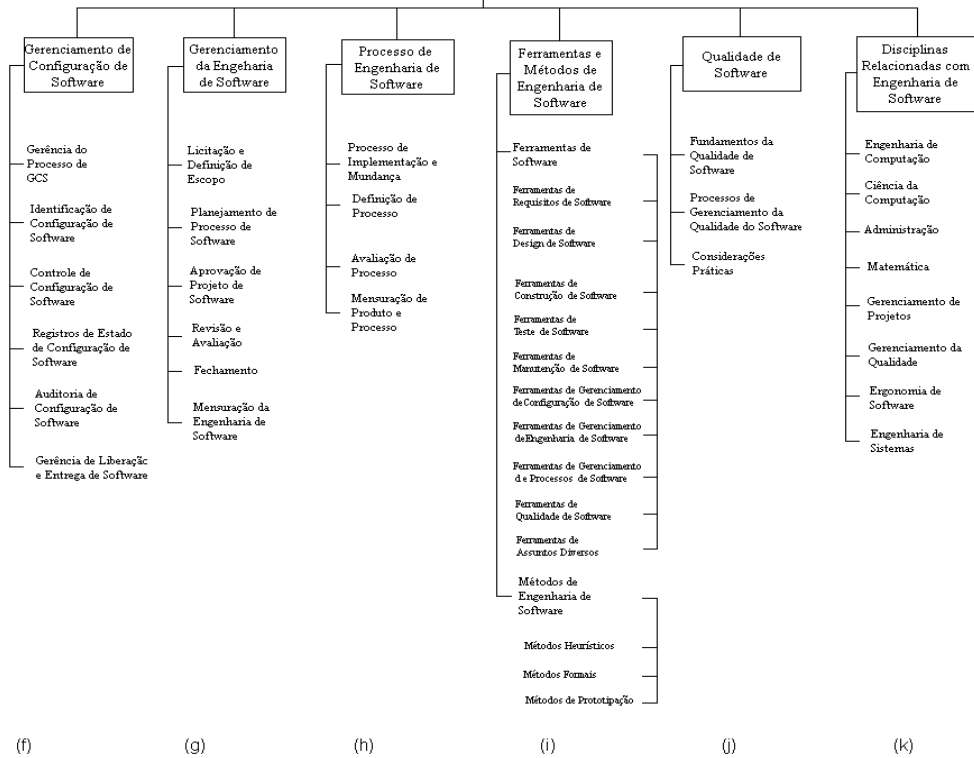 Gerenciamento de
Configuração de
Software
Gerência do
Processo de
GCS
Identificação de
Configuração de
Software
Controle de
Configuração de
Software
Registros de Estado
de Configuração de
Software
Auditoria de
Configuração de
Software
Gerência de Liberaçãc
e Entrega de Software
(f)
Gerenciamento
da Engeharia
de Software
Licitação e
Definição de
Escopo
Planejamento de
Processo de
Software
Aprovação de
Projeto de
Software
Revisão e
Avaliação
Fechamento
Mensuração da
Engenharia de
Software
(g)
Processo de
Engenharia de
Software
Processo de
Implementação e
Mundança
Definição de
Processo
Avaliação de
Processo
Mensuração de
Produto e
Processo
(h)
Ferramentas e
Métodos de
Engenharia de
Software
Ferramentas de
Software
Ferramentas de
Requisitos de Software
Ferramentas de
Design de Software
Ferramentas de
Construção de Software
Ferramentas de
Teste de Software
Ferramentas de
Manutenção de Software
Ferramentas de Gerenciamento
de Configuração de Software
Ferramentas de Gerenciamento
de Engenharia de Software
Ferramentas de Gerenciamento
d e Processos de Software
Ferramentas de
Qualidade de Software
Ferramentas de
Assuntos Diversos
Métodos de
Engenharia de
Software
Métodos Heurísticos
Métodos Formais
Métodos de Prototipação
(i)
Qualidade de
Software
Fundamentos da
Qualidade de
Software
Processos de
Gerenciamento da
Qualidade do Software
Considerações
Práticas
(j)
Disciplinas
Relacionadas com
Engenharia de
Software
Engenharia de
Computação
Ciência da
Computação
Administração
Matemática
Gerenciamento de
Projetos
Gerenciamento da
Qualidade
Ergonomia de
Software
Engenharia de
Sistemas
(k)